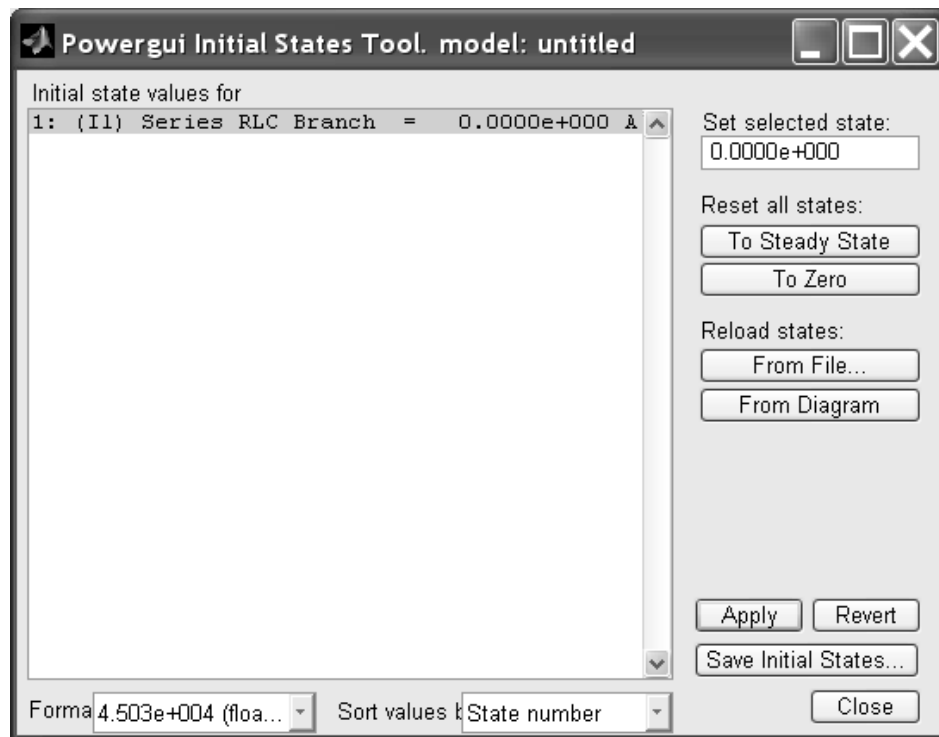 Powergui Initial States Tool. model: untitled
Initial state values for
1: (Il) Series RLC Branch = 0.0000e+000 A
Set selected state:
0.0000e+000
Reset all states:
To Steady State
To Zero
Reload states:
From File...
From Diagram
Apply
Revert
Save Initial States...
Close
Forma
4.503e+004 (floa...
Sort values b
State number